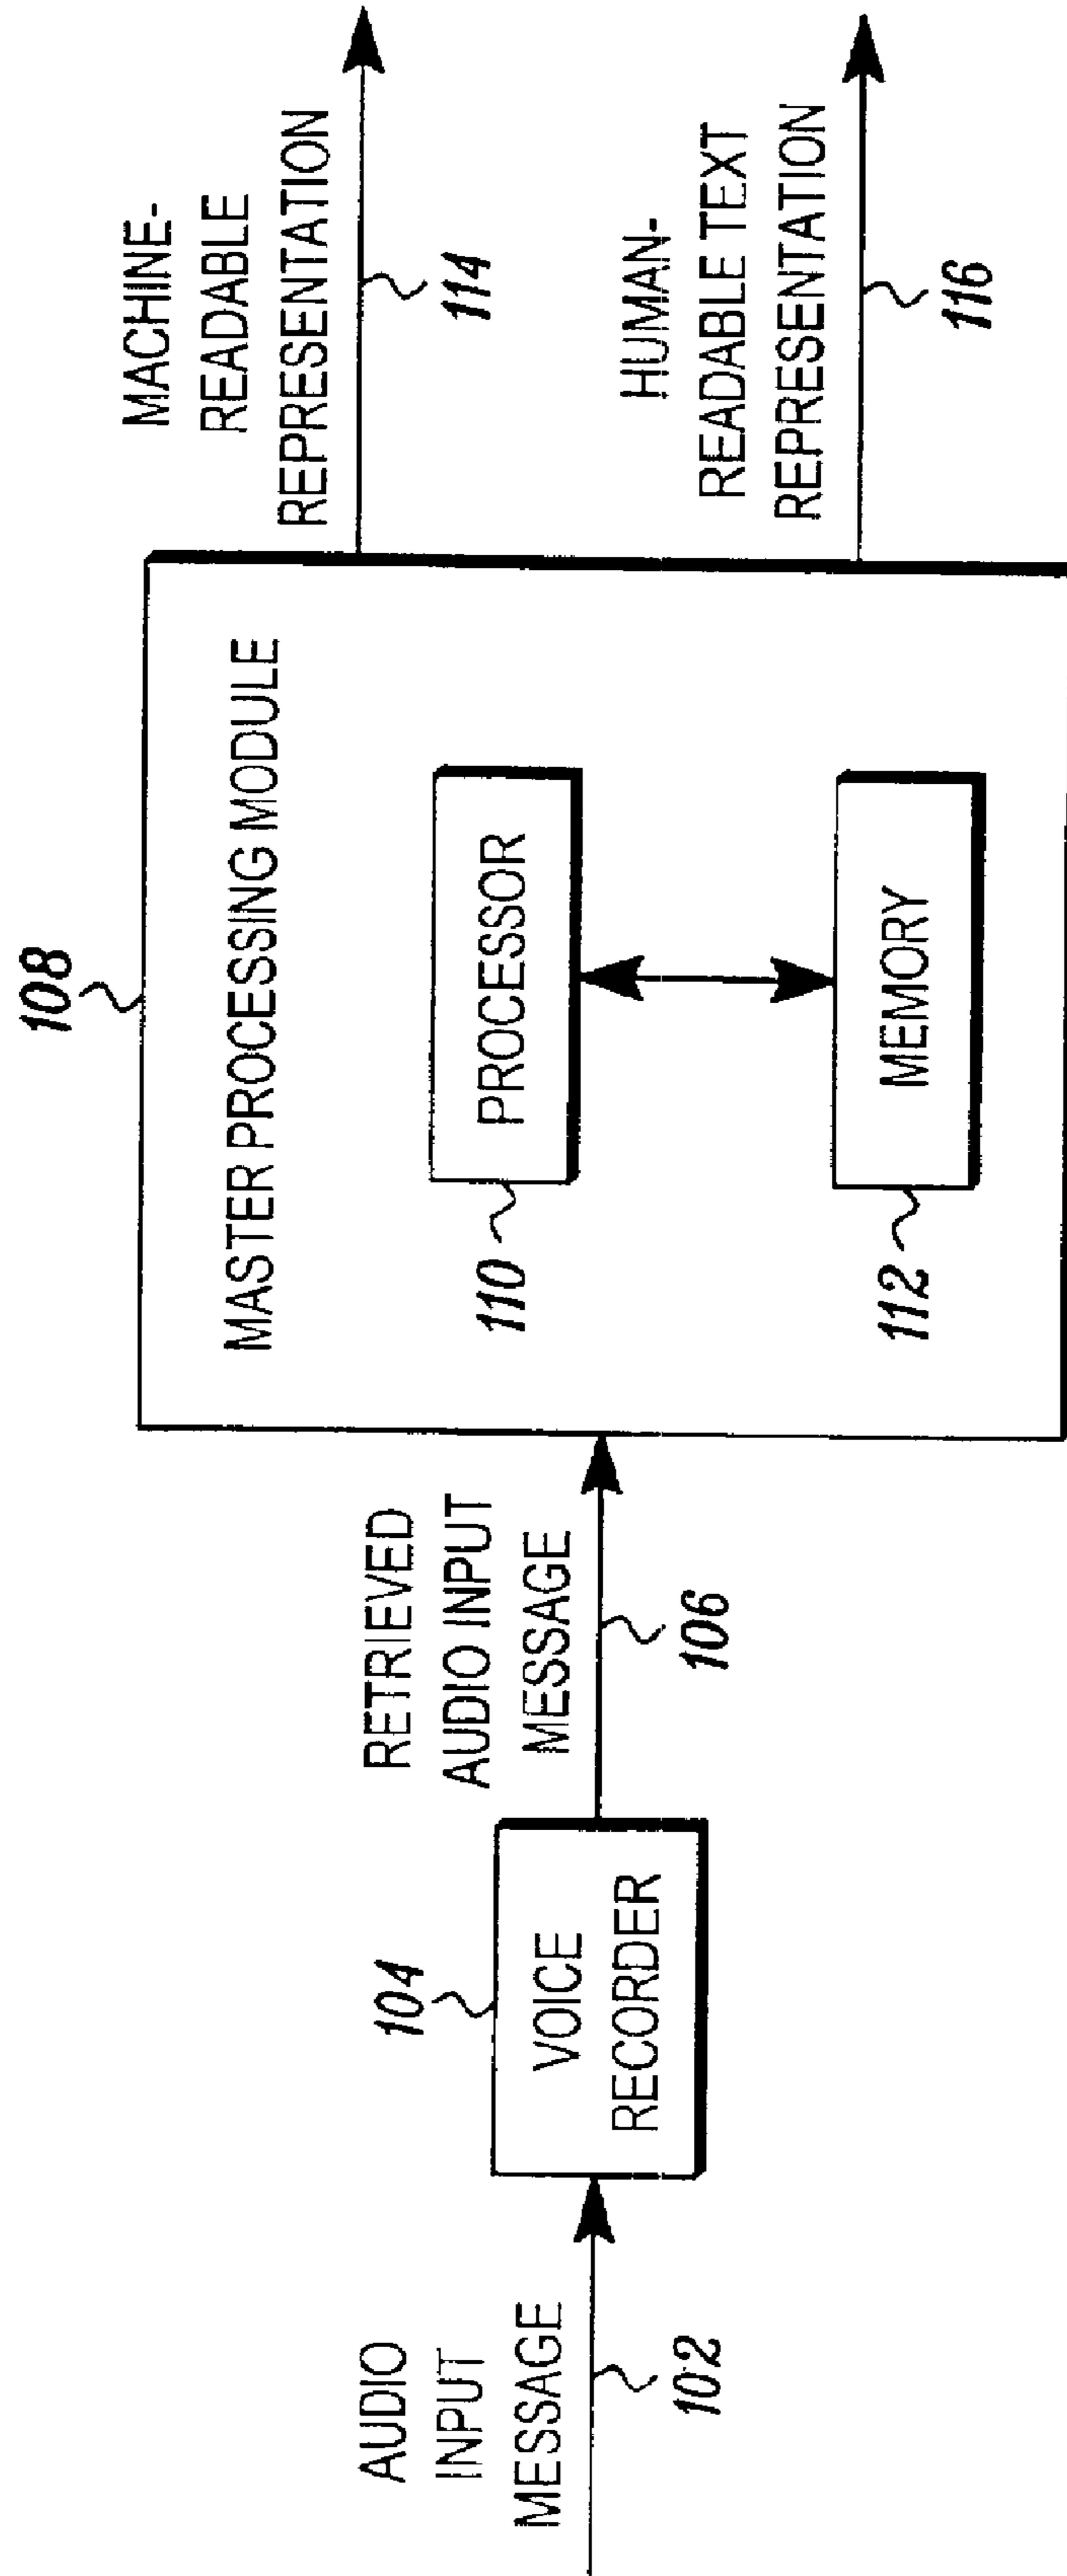 AUDIO
INPUT
MESSAGE
102
104
VOICE
RECORDER
RETRIEVED
AUDIO INPUT
MESSAGE
106
108
MASTER PROCESSING MODULE
110
PROCESSOR
112
MEMORY
MACHINE-
READABLE
REPRESENTATION
114
HUMAN-
READABLE TEXT
REPRESENTATION
116